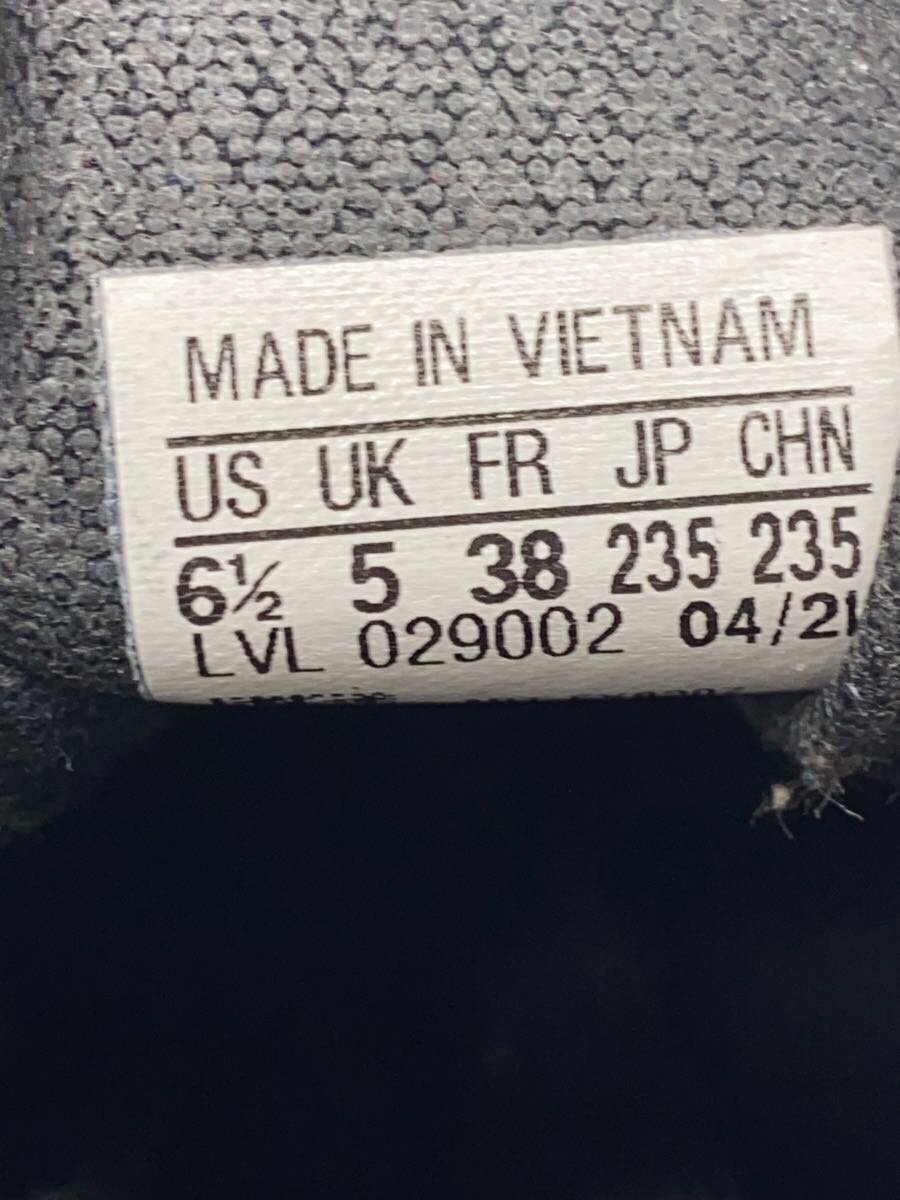 MADE IN VIETNAM
US UK FR JP CHN
6½ 5 38 235 235
LVL 029002 04/21